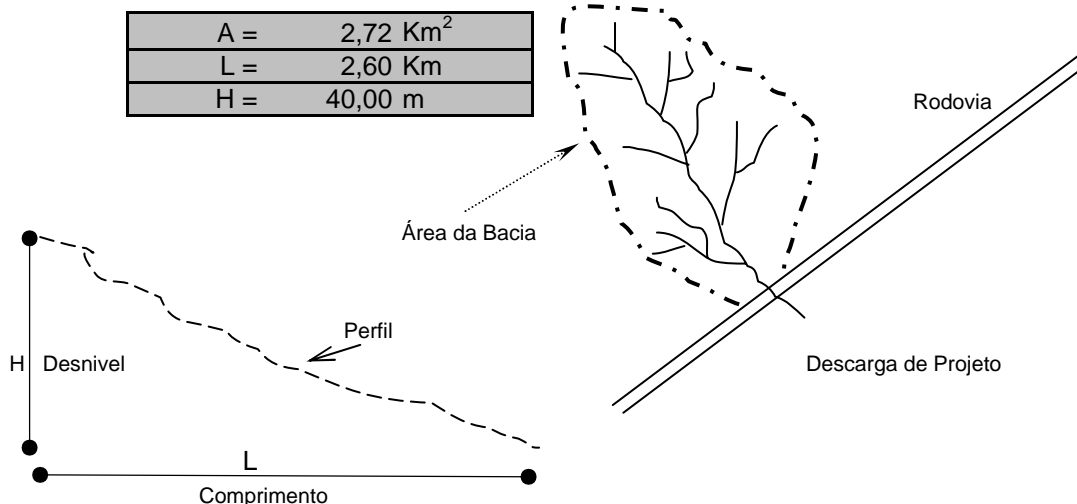 A = 2,72 Km²
L = 2,60 Km
H = 40,00 m
Rodovia
Área da Bacia
Perfil
H Desnivel
Descarga de Projeto
L
Comprimento